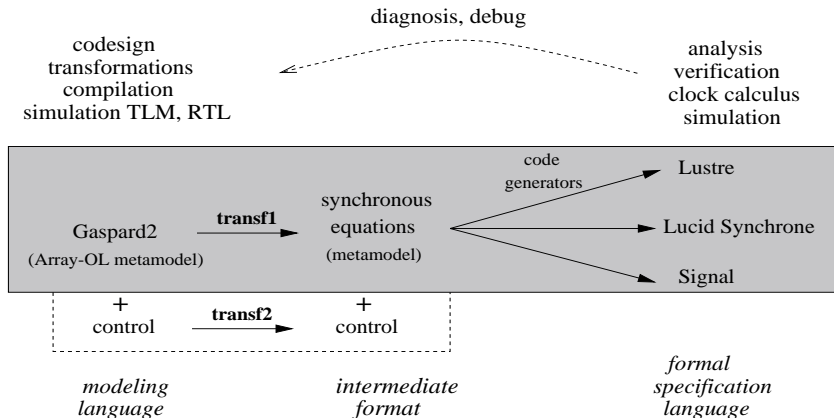 diagnosis, debug
codesign
transformations
compilation
simulation TLM, RTL
analysis
verification
clock calculus
simulation
code
generators
Lustre
synchronous
equations
(metamodel)
transf1
Gaspard2
(Array-OL metamodel)
Lucid Synchrone
Signal
+
control
transf2
+
control
modeling
language
intermediate
format
formal
specification
language